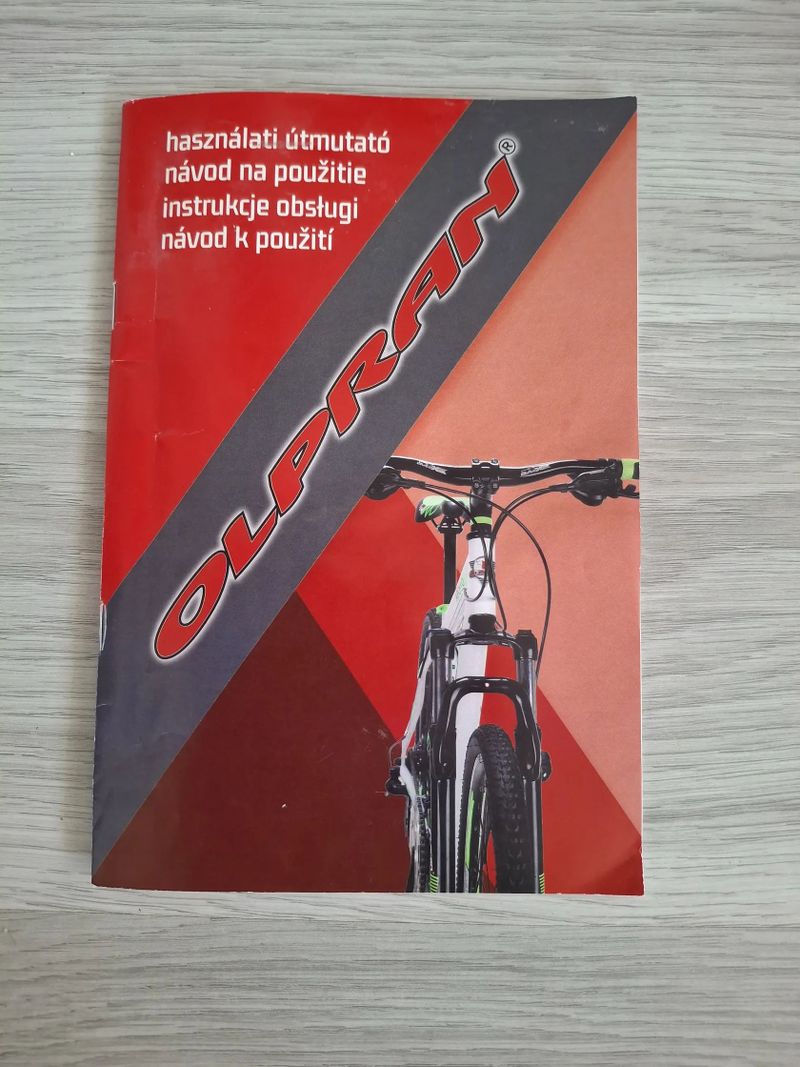 használati útmutató
návod na použitie
instrukcje obsługi
návod k použití
OLPRAN®